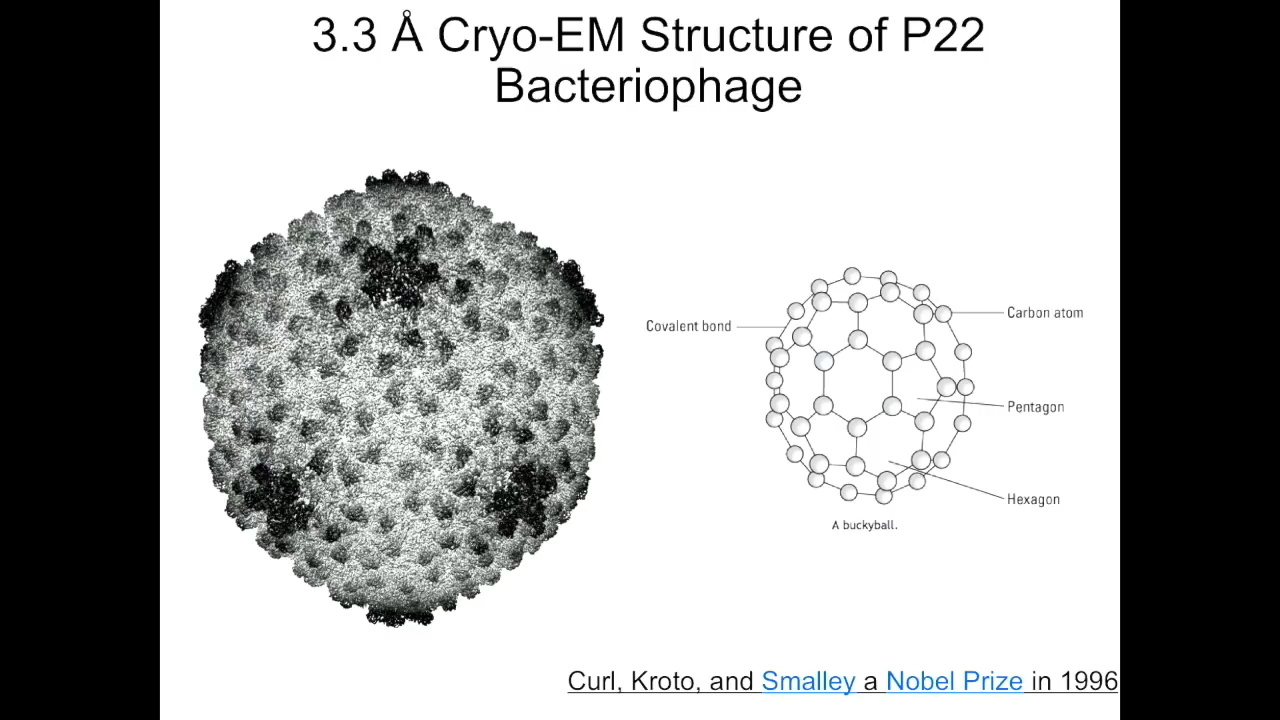 3.3 Å Cryo-EM Structure of P22
Bacteriophage
Covalent bond
Carbon atom
Pentagon
Hexagon
A buckyball.
Curl, Kroto, and Smalley a Nobel Prize in 1996